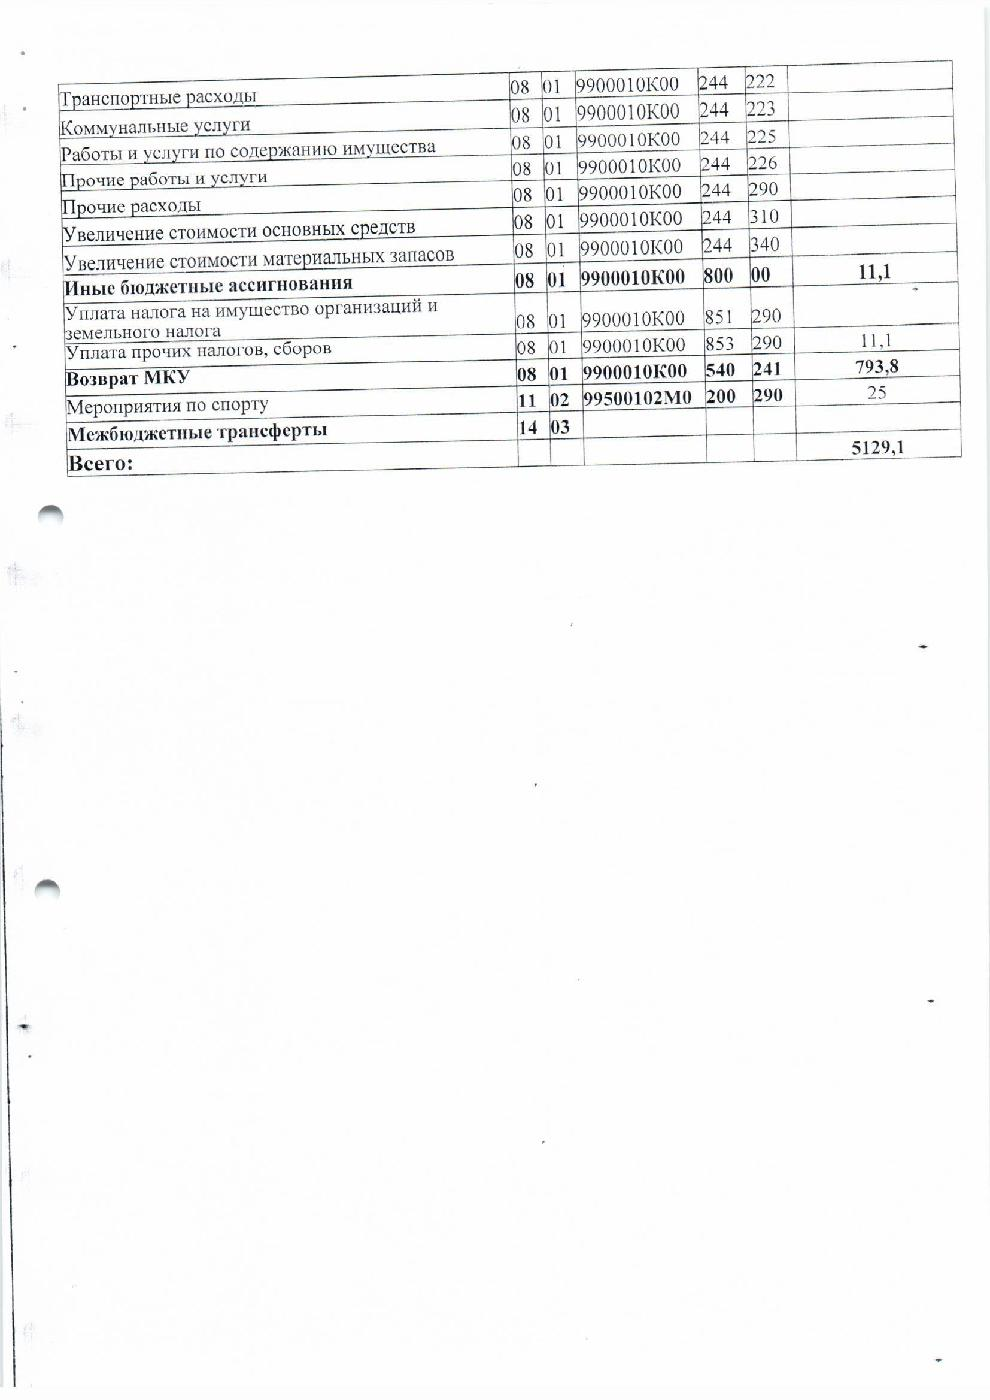 Транспортные расходы 08 01 9900010К00 244 222
Коммунальные услуги 08 01 9900010К00 244 223
Работы и услуги по содержанию имущества 08 01 9900010К00 244 225
Прочие работы и услуги 08 01 9900010К00 244 226
Прочие расходы 08 01 9900010К00 244 290
Увеличение стоимости основных средств 08 01 9900010К00 244 310
Увеличение стоимости материальных запасов 08 01 9900010К00 244 340
Иные бюджетные ассигнования 08 01 9900010К00 800 00 11,1
Уплата налога на имущество организаций и
земельного налога 08 01 9900010К00 851 290
Уплата прочих налогов, сборов 08 01 9900010К00 853 290 11,1
Возврат МКУ 08 01 9900010К00 540 241 793,8
Мероприятия по спорту 11 02 99500102М0 200 290 25
Межбюджетные трансферты 14 03
Всего: 5129,1